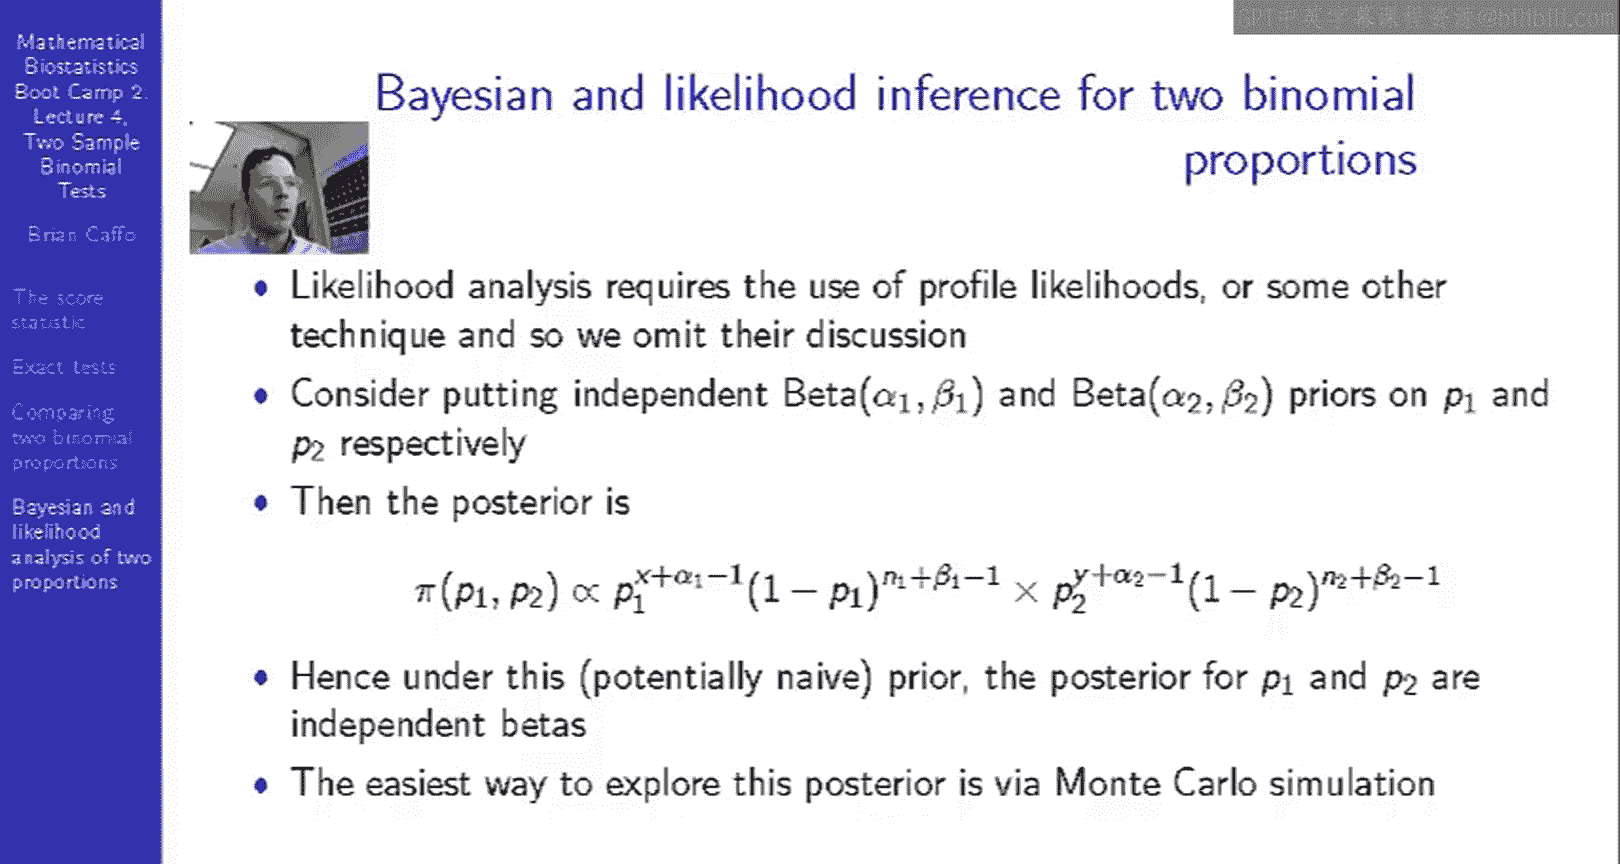 Mathematical
Biostatistics
Boot Camp 2:
Lecture 4,
Two Sample
Binomial
Tests
Brian Caffo
The score
statistic
Exact tests
Comparing
two binomial
proportions
Bayesian and
likelihood
analysis of two
proportions
Bayesian and likelihood inference for two binomial
proportions
• Likelihood analysis requires the use of profile likelihoods, or some other
technique and so we omit their discussion
• Consider putting independent Beta(α₁, β₁) and Beta(α₂, β₂) priors on p₁ and
p₂ respectively
• Then the posterior is
π(p₁, p₂) ∝ p₁^{x+α₁−1}(1 − p₁)^{n₁+β₁−1} × p₂^{y+α₂−1}(1 − p₂)^{n₂+β₂−1}
• Hence under this (potentially naive) prior, the posterior for p₁ and p₂ are
independent betas
• The easiest way to explore this posterior is via Monte Carlo simulation